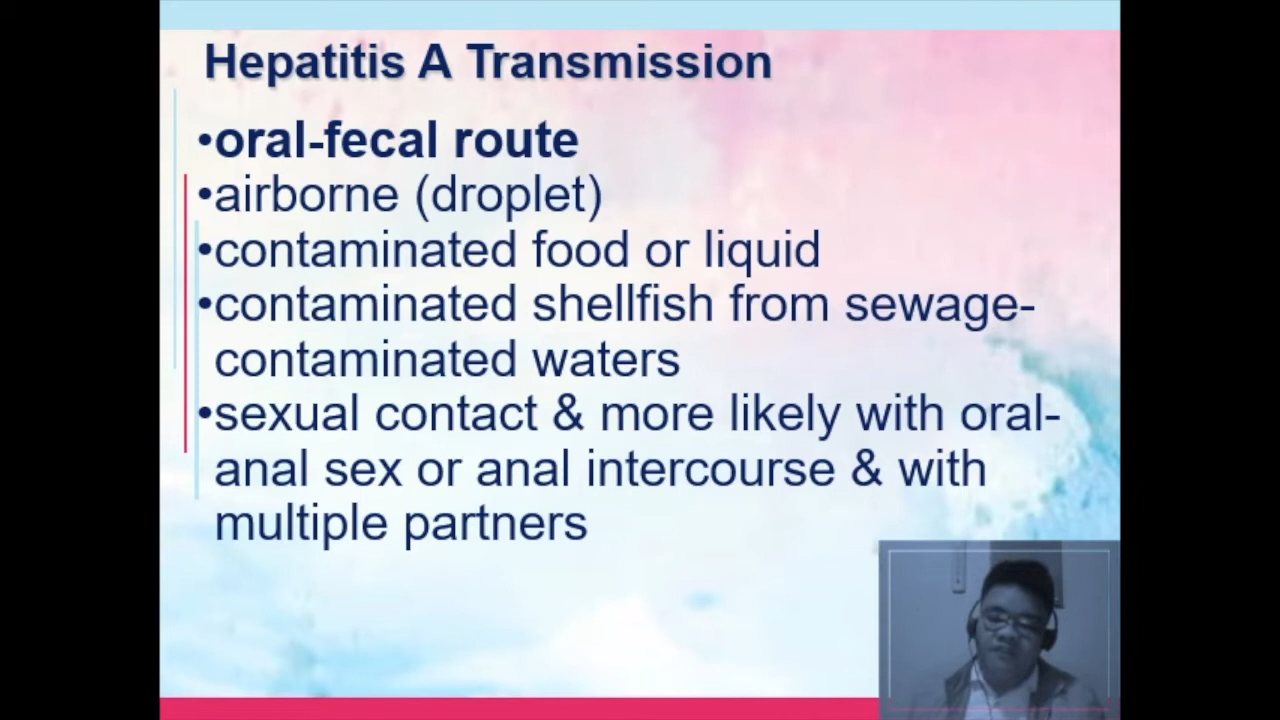 Hepatitis A Transmission
•oral-fecal route
•airborne (droplet)
•contaminated food or liquid
•contaminated shellfish from sewage-
contaminated waters
•sexual contact & more likely with oral-
anal sex or anal intercourse & with
multiple partners